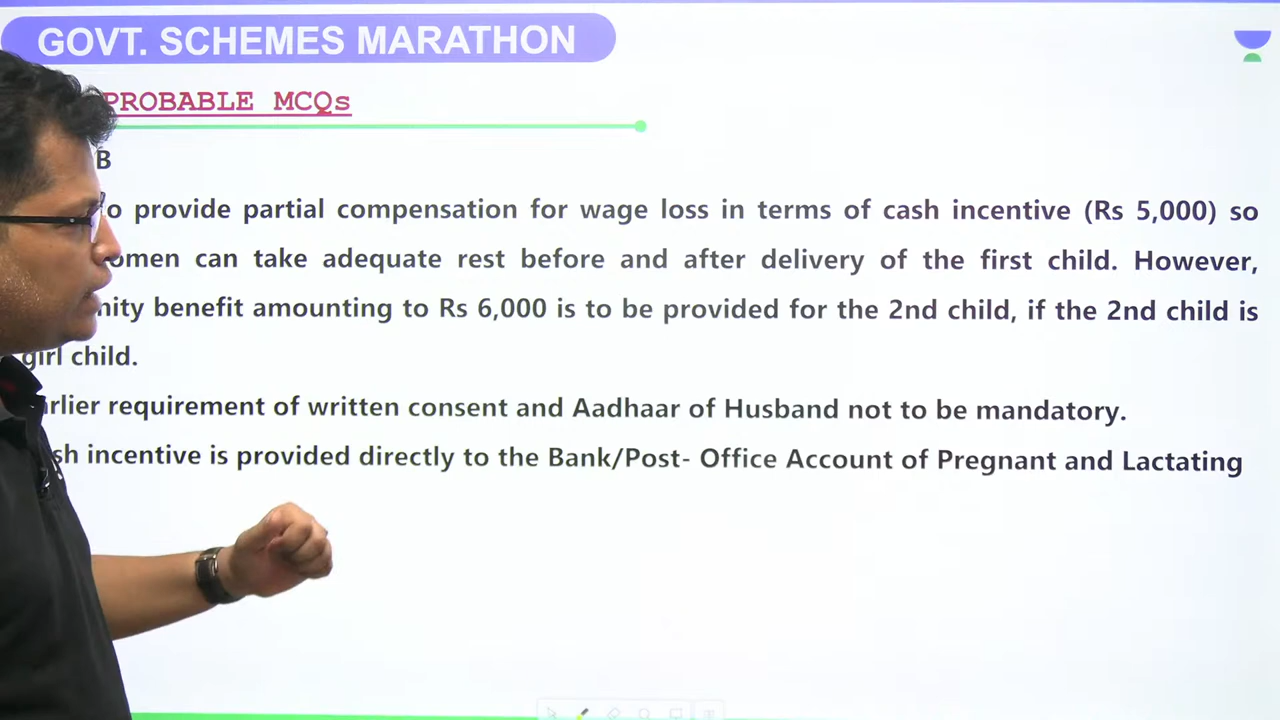 GOVT. SCHEMES MARATHON
PROBABLE MCQs
B
provide partial compensation for wage loss in terms of cash incentive (Rs 5,000) so
can take adequate rest before and after delivery of the first child. However,
benefit amounting to Rs 6,000 is to be provided for the 2nd child, if the 2nd child is
girl child.
requirement of written consent and Aadhaar of Husband not to be mandatory.
incentive is provided directly to the Bank/Post- Office Account of Pregnant and Lactating